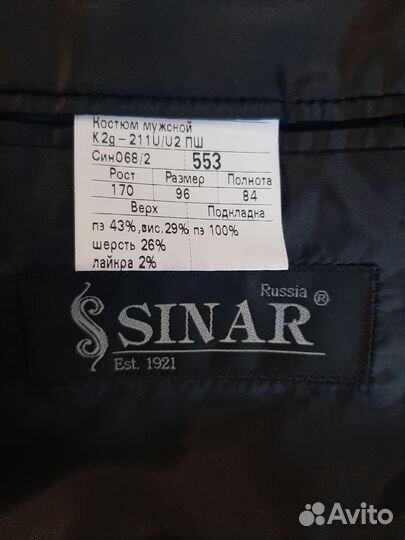 Костюм мужской
K2g-211U/U2 ПШ
Син068/2 553
Рост Размер Полнота
170 96 84
Верх Подкладка
пэ 43%,вис.29% пэ 100%
шерсть 26%
лайкра 2%
Russia ®
SINAR
Est. 1921
Avito